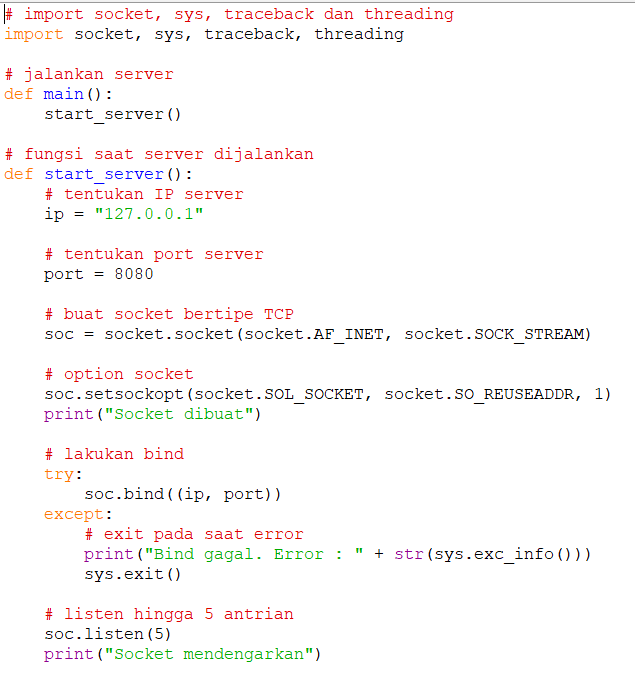 # import socket, sys, traceback dan threading
import socket, sys, traceback, threading

# jalankan server
def main():
    start_server()

# fungsi saat server dijalankan
def start_server():
    # tentukan IP server
    ip = "127.0.0.1"

    # tentukan port server
    port = 8080

    # buat socket bertipe TCP
    soc = socket.socket(socket.AF_INET, socket.SOCK_STREAM)

    # option socket
    soc.setsockopt(socket.SOL_SOCKET, socket.SO_REUSEADDR, 1)
    print("Socket dibuat")

    # lakukan bind
    try:
        soc.bind((ip, port))
    except:
        # exit pada saat error
        print("Bind gagal. Error : " + str(sys.exc_info()))
        sys.exit()

    # listen hingga 5 antrian
    soc.listen(5)
    print("Socket mendengarkan")